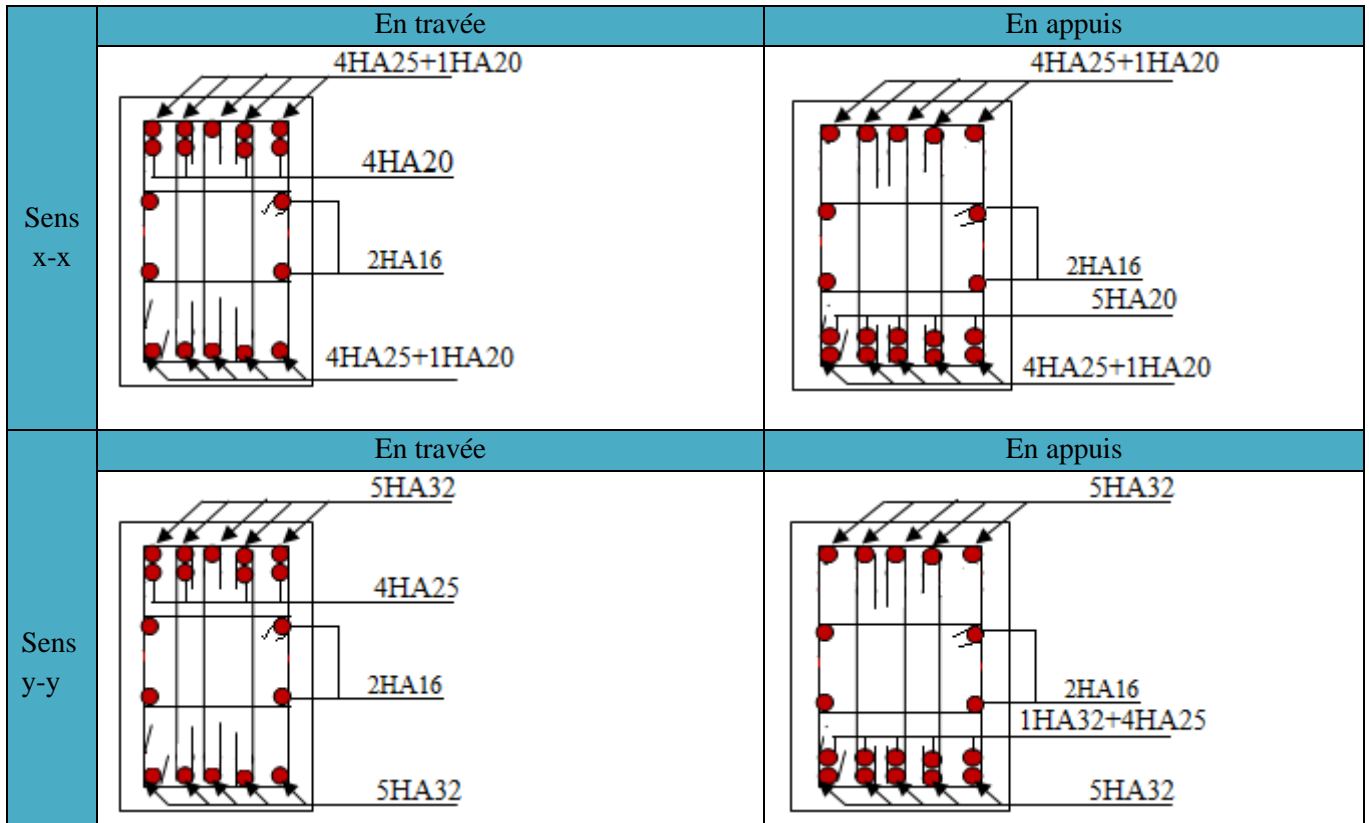 En travée
En appuis
Sens
x-x
4HA25+1HA20
4HA20
2HA16
4HA25+1HA20
4HA25+1HA20
2HA16
5HA20
4HA25+1HA20
En travée
En appuis
Sens
y-y
5HA32
4HA25
2HA16
5HA32
5HA32
2HA16
1HA32+4HA25
5HA32